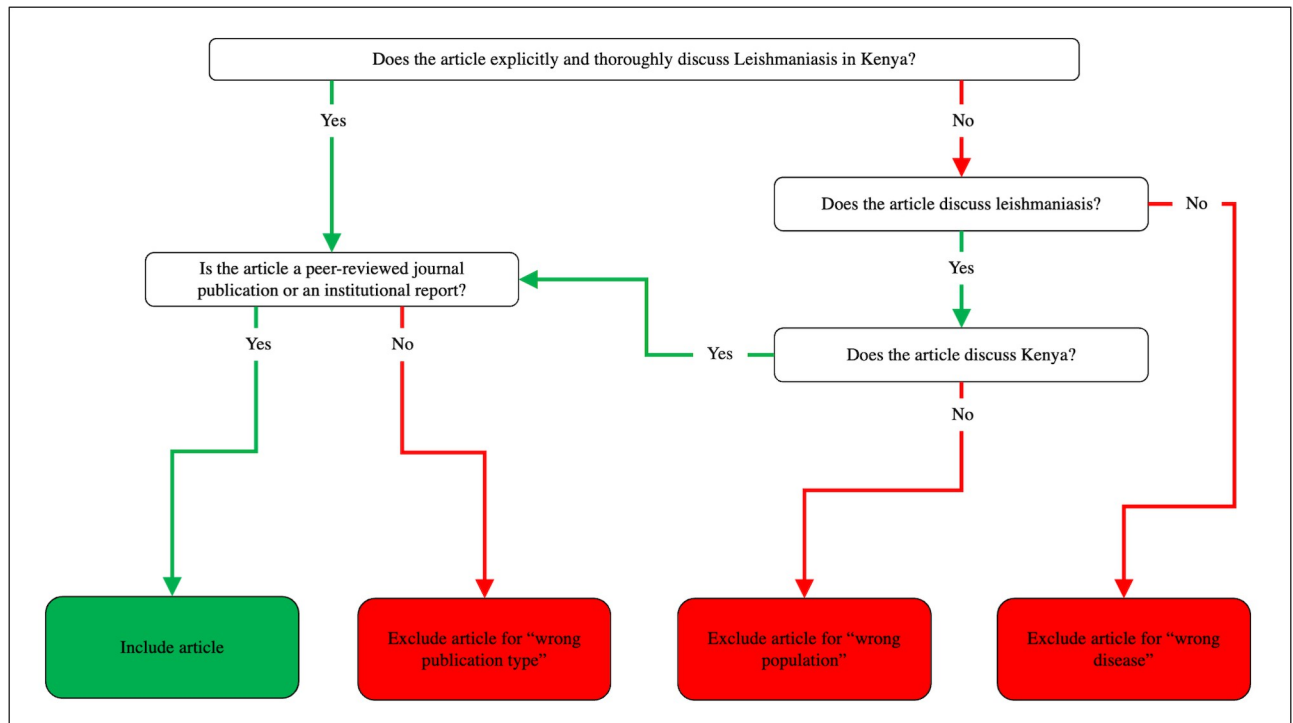 Does the article explicitly and thoroughly discuss Leishmaniasis in Kenya?
Yes
No
Does the article discuss leishmaniasis?
No
Is the article a peer-reviewed journal
publication or an institutional report?
Yes
Yes
No
Yes
Does the article discuss Kenya?
No
Include article
Exclude article for “wrong
publication type”
Exclude article for “wrong
population”
Exclude article for “wrong
disease”